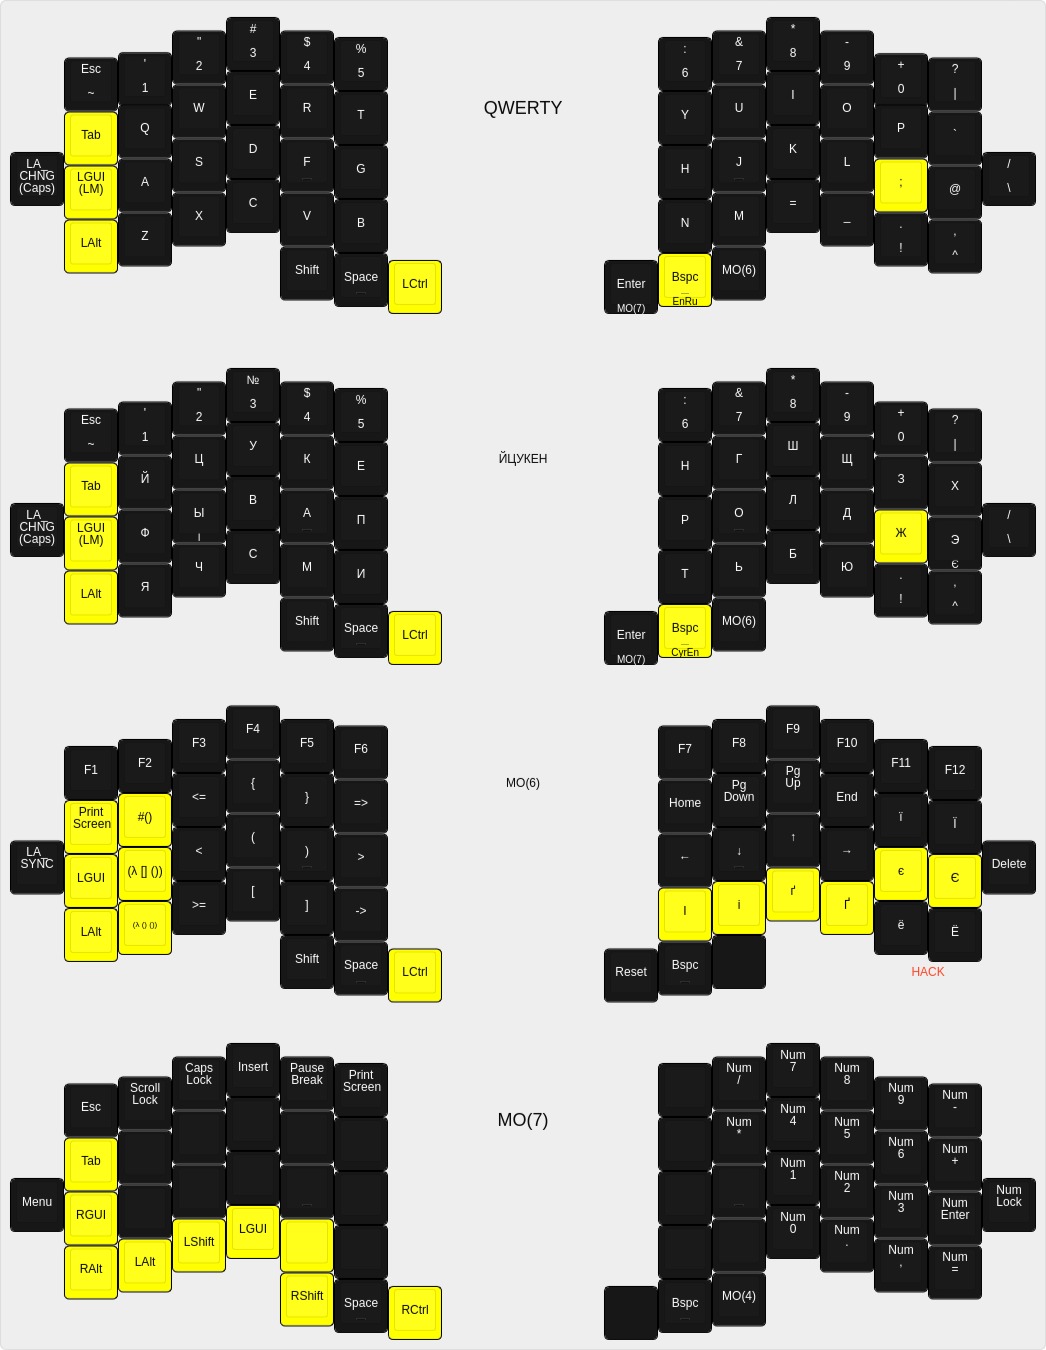 QWERTY
Esc
~
'
1
"
2
#
3
$
4
%
5
Tab
Q
W
E
R
T
LA_
CHNG
(Caps)
LGUI
(LM)
A
S
D
F
G
LAlt
Z
X
C
V
B
Shift
Space
LCtrl
:
6
&
7
*
8
-
9
+
0
?
|
Y
U
I
O
P
`
H
J
K
L
;
@
/
\
N
M
=
_
.
!
,
^
Enter
MO(7)
Bspc
EnRu
MO(6)
ЙЦУКЕН
Esc
~
'
1
"
2
№
3
$
4
%
5
Tab
Й
Ц
У
К
Е
LA_
CHNG
(Caps)
LGUI
(LM)
Ф
Ы
І
В
А
П
LAlt
Я
Ч
С
М
И
Shift
Space
LCtrl
:
6
&
7
*
8
-
9
+
0
?
|
Н
Г
Ш
Щ
З
Х
Р
О
Л
Д
Ж
Э
Є
/
\
Т
Ь
Б
Ю
.
!
,
^
Enter
MO(7)
Bspc
CyrEn
MO(6)
MO(6)
F1
F2
F3
F4
F5
F6
Print
Screen
#()
<=
{
}
=>
LA_
SYNC
LGUI
(λ [] ())
<
(
)
>
LAlt
(λ () ())
>=
[
]
->
Shift
Space
LCtrl
F7
F8
F9
F10
F11
F12
Home
Pg
Down
Pg
Up
End
ї
Ї
←
↓
↑
→
є
Є
Delete
І
і
ґ
Ґ
ё
Ё
Reset
Bspc
HACK
MO(7)
Esc
Scroll
Lock
Caps
Lock
Insert
Pause
Break
Print
Screen
Tab
Menu
RGUI
RAlt
LAlt
LShift
LGUI
RShift
Space
RCtrl
Num
/
Num
7
Num
8
Num
9
Num
-
Num
*
Num
4
Num
5
Num
6
Num
+
Num
1
Num
2
Num
3
Num
Enter
Num
Lock
Num
0
Num
.
Num
,
Num
=
Bspc
MO(4)